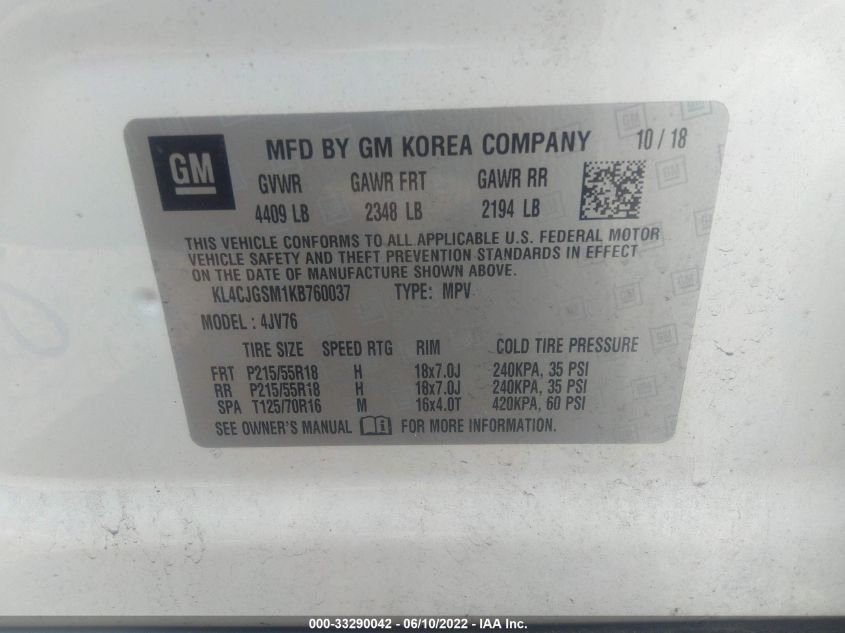 GM
MFD BY GM KOREA COMPANY 10 / 18
GVWR GAWR FRT GAWR RR
4409 LB 2348 LB 2194 LB
THIS VEHICLE CONFORMS TO ALL APPLICABLE U.S. FEDERAL MOTOR
VEHICLE SAFETY AND THEFT PREVENTION STANDARDS IN EFFECT
ON THE DATE OF MANUFACTURE SHOWN ABOVE.
KL4CJGSM1KB760037 TYPE: MPV
MODEL : 4JV76
TIRE SIZE SPEED RTG RIM COLD TIRE PRESSURE
FRT P215/55R18 H 18x7.0J 240KPA, 35 PSI
RR P215/55R18 H 18x7.0J 240KPA, 35 PSI
SPA T125/70R16 M 16x4.0T 420KPA, 60 PSI
SEE OWNER'S MANUAL i FOR MORE INFORMATION.
000-33290042 - 06/10/2022 - IAA Inc.